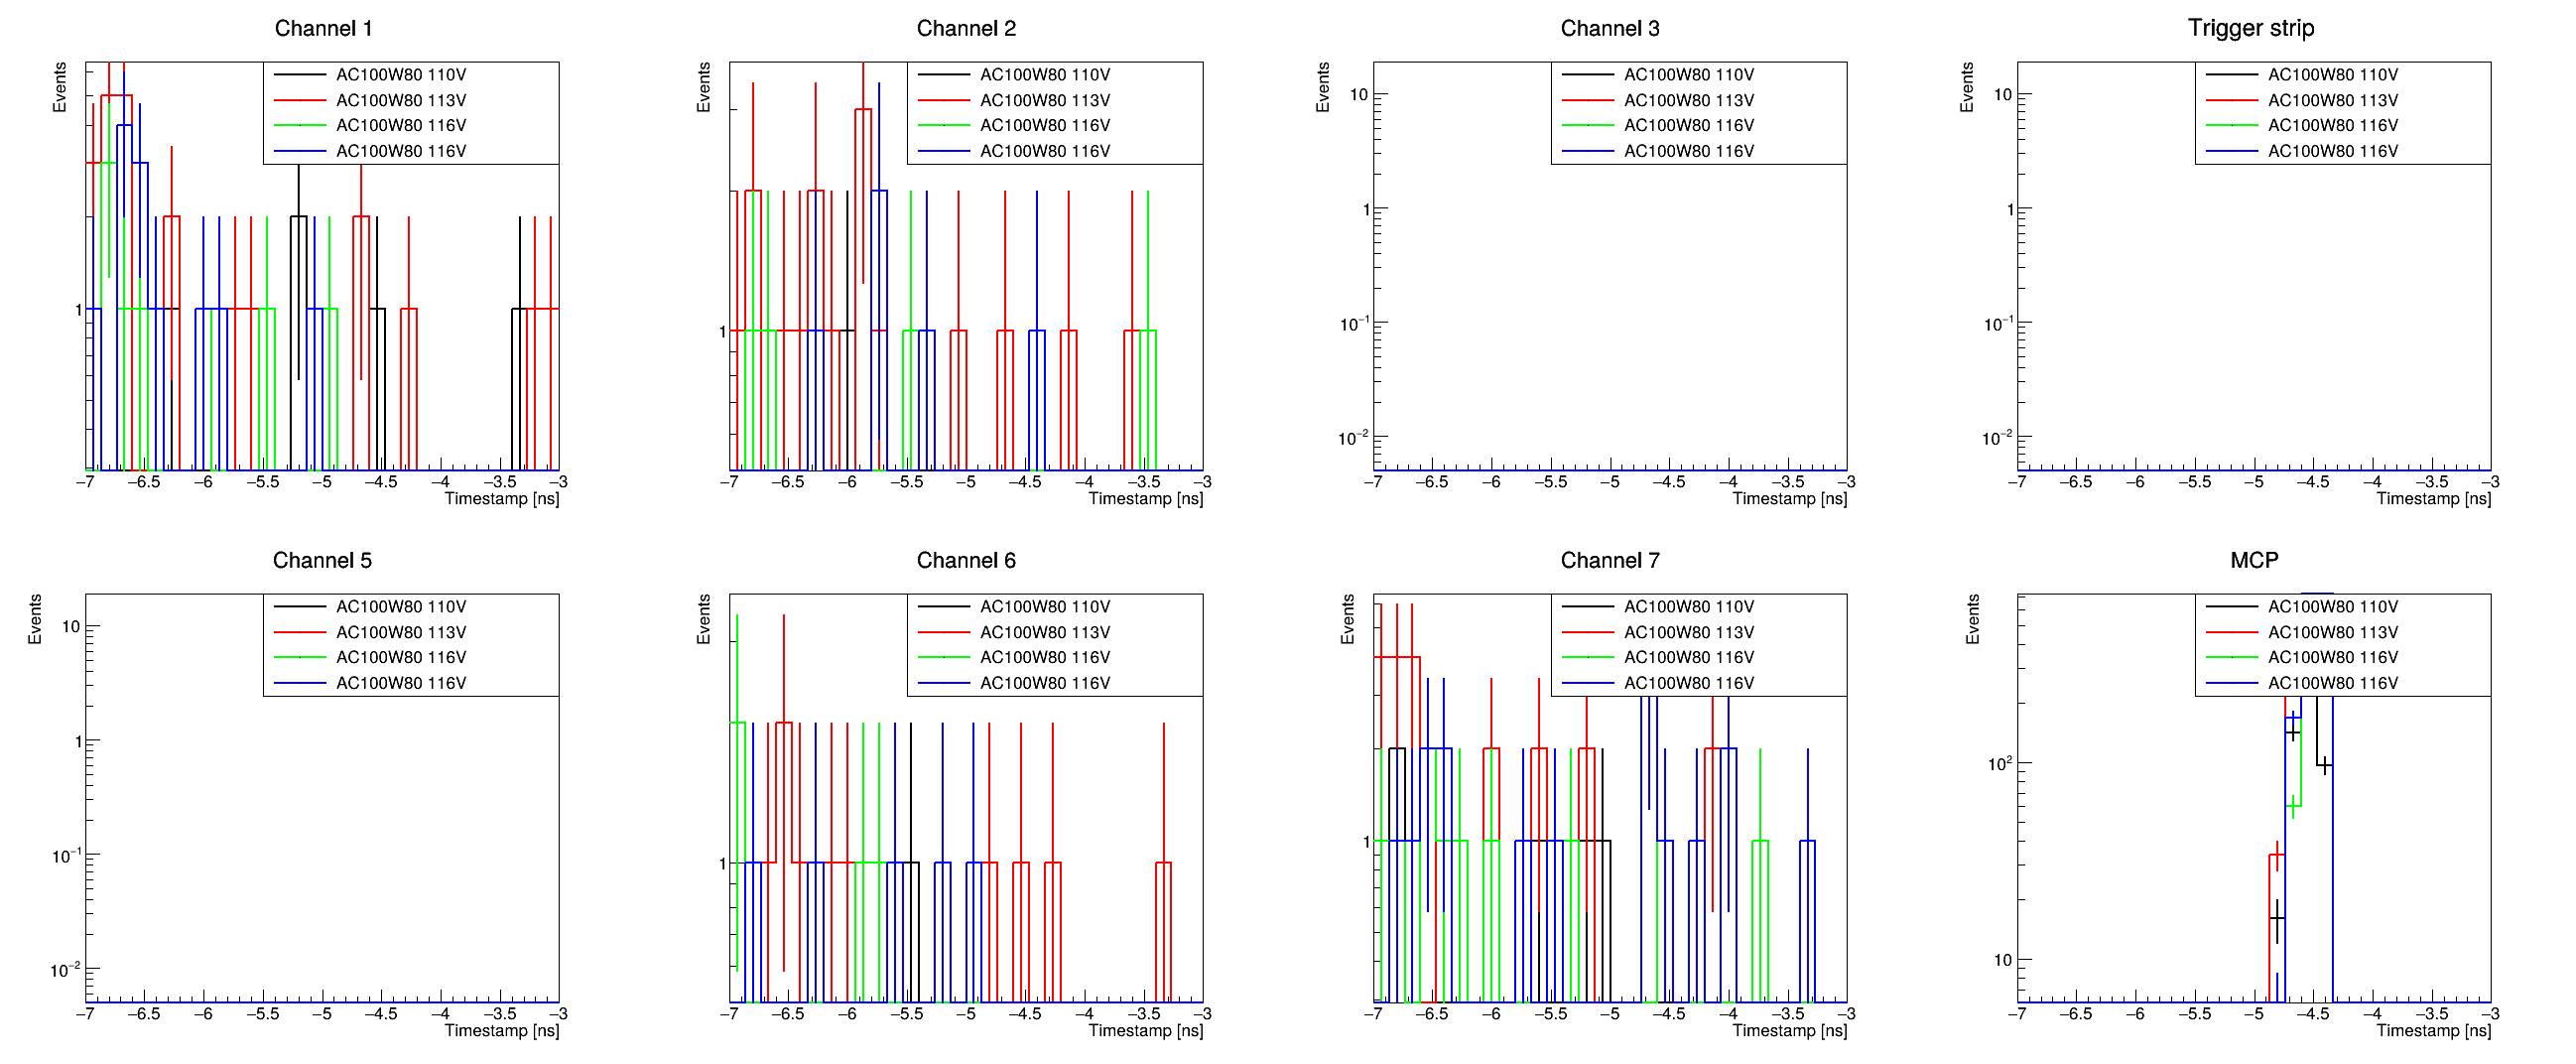 Channel 1
Events
AC100W80 110V
AC100W80 113V
AC100W80 116V
AC100W80 116V
1
−7 −6.5 −6 −5.5 −5 −4.5 −4 −3.5 −3
Timestamp [ns]
Channel 2
Events
AC100W80 110V
AC100W80 113V
AC100W80 116V
AC100W80 116V
1
−7 −6.5 −6 −5.5 −5 −4.5 −4 −3.5 −3
Timestamp [ns]
Channel 3
Events
AC100W80 110V
AC100W80 113V
AC100W80 116V
AC100W80 116V
10
1
10−1
10−2
−7 −6.5 −6 −5.5 −5 −4.5 −4 −3.5 −3
Timestamp [ns]
Trigger strip
Events
AC100W80 110V
AC100W80 113V
AC100W80 116V
AC100W80 116V
10
1
10−1
10−2
−7 −6.5 −6 −5.5 −5 −4.5 −4 −3.5 −3
Timestamp [ns]
Channel 5
Events
AC100W80 110V
AC100W80 113V
AC100W80 116V
AC100W80 116V
10
1
10−1
10−2
−7 −6.5 −6 −5.5 −5 −4.5 −4 −3.5 −3
Timestamp [ns]
Channel 6
Events
AC100W80 110V
AC100W80 113V
AC100W80 116V
AC100W80 116V
1
−7 −6.5 −6 −5.5 −5 −4.5 −4 −3.5 −3
Timestamp [ns]
Channel 7
Events
AC100W80 110V
AC100W80 113V
AC100W80 116V
AC100W80 116V
1
−7 −6.5 −6 −5.5 −5 −4.5 −4 −3.5 −3
Timestamp [ns]
MCP
Events
AC100W80 110V
AC100W80 113V
AC100W80 116V
AC100W80 116V
102
10
−7 −6.5 −6 −5.5 −5 −4.5 −4 −3.5 −3
Timestamp [ns]